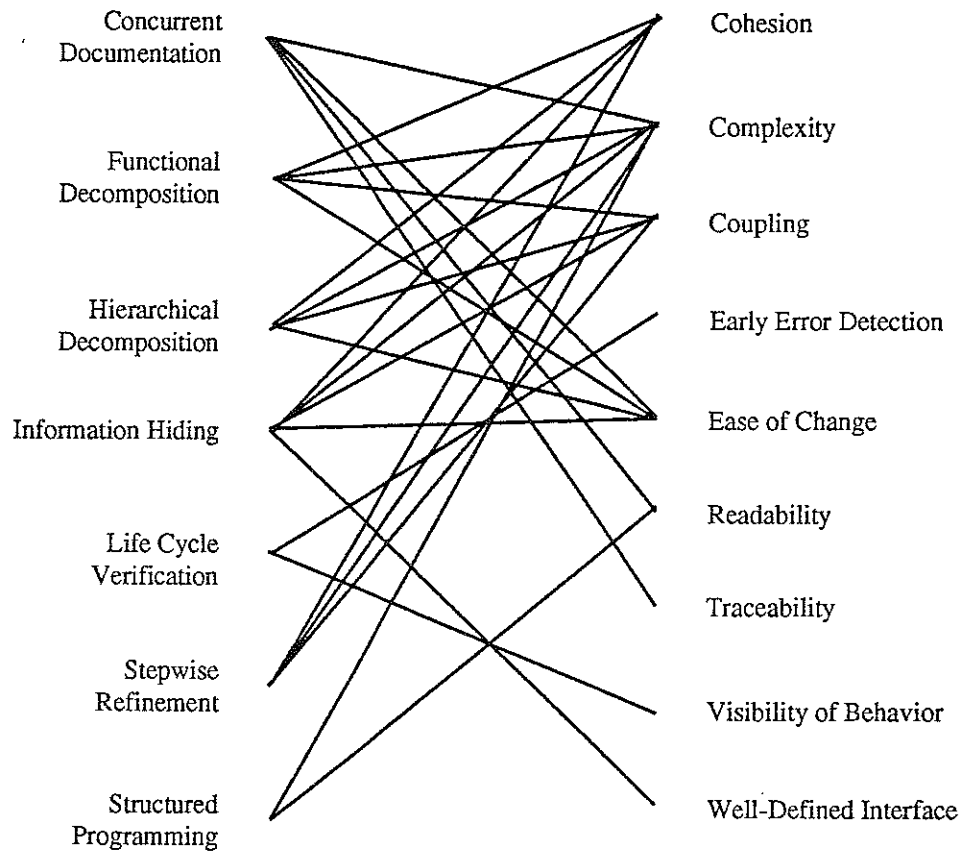 Concurrent
Documentation
Functional
Decomposition
Hierarchical
Decomposition
Information Hiding
Life Cycle
Verification
Stepwise
Refinement
Structured
Programming
Cohesion
Complexity
Coupling
Early Error Detection
Ease of Change
Readability
Traceability
Visibility of Behavior
Well-Defined Interface